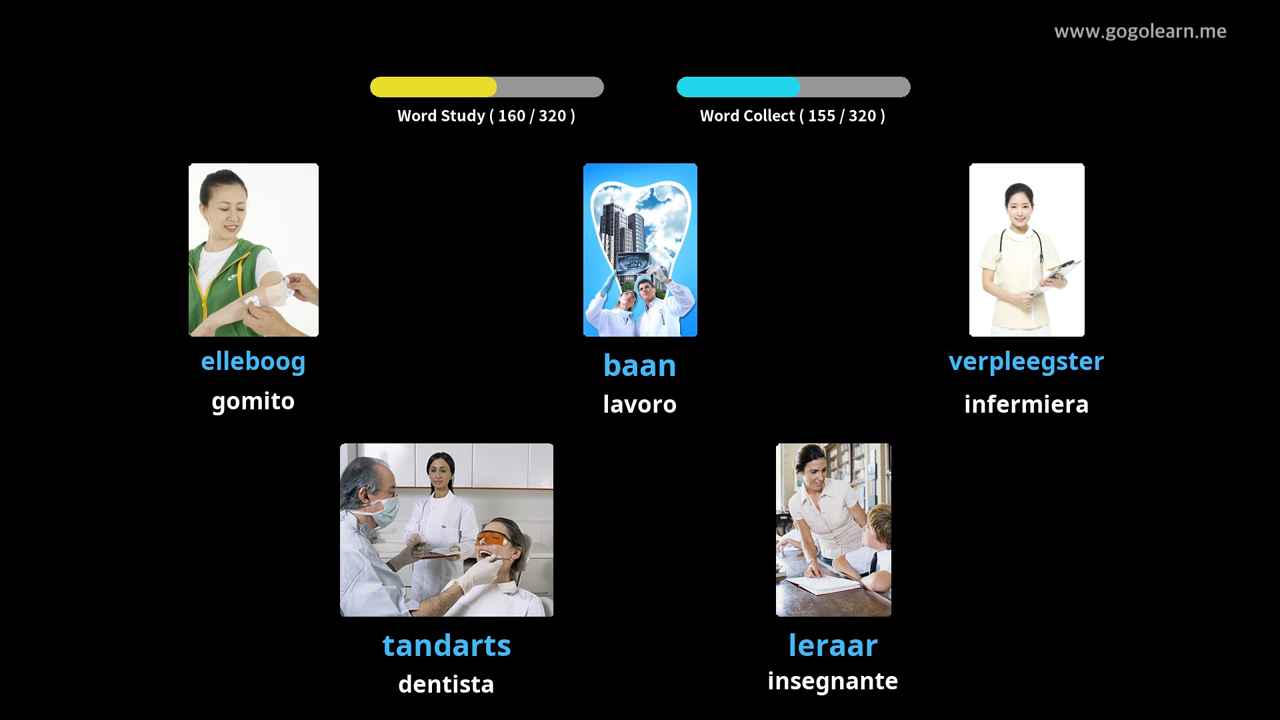 www.gogolearn.me
Word Study ( 160 / 320 )
Word Collect ( 155 / 320 )
elleboog
gomito
baan
lavoro
verpleegster
infermiera
tandarts
dentista
leraar
insegnante